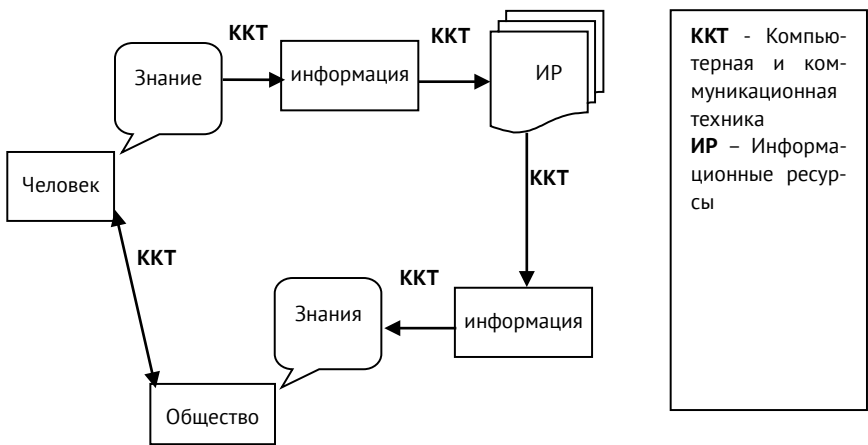 ККТ
ККТ
Знание
информация
ИР
Человек
ККТ
ККТ
ККТ
Знания
информация
Общество
ККТ - Компью-
терная и ком-
муникационная
техника
ИР – Информа-
ционные ресур-
сы